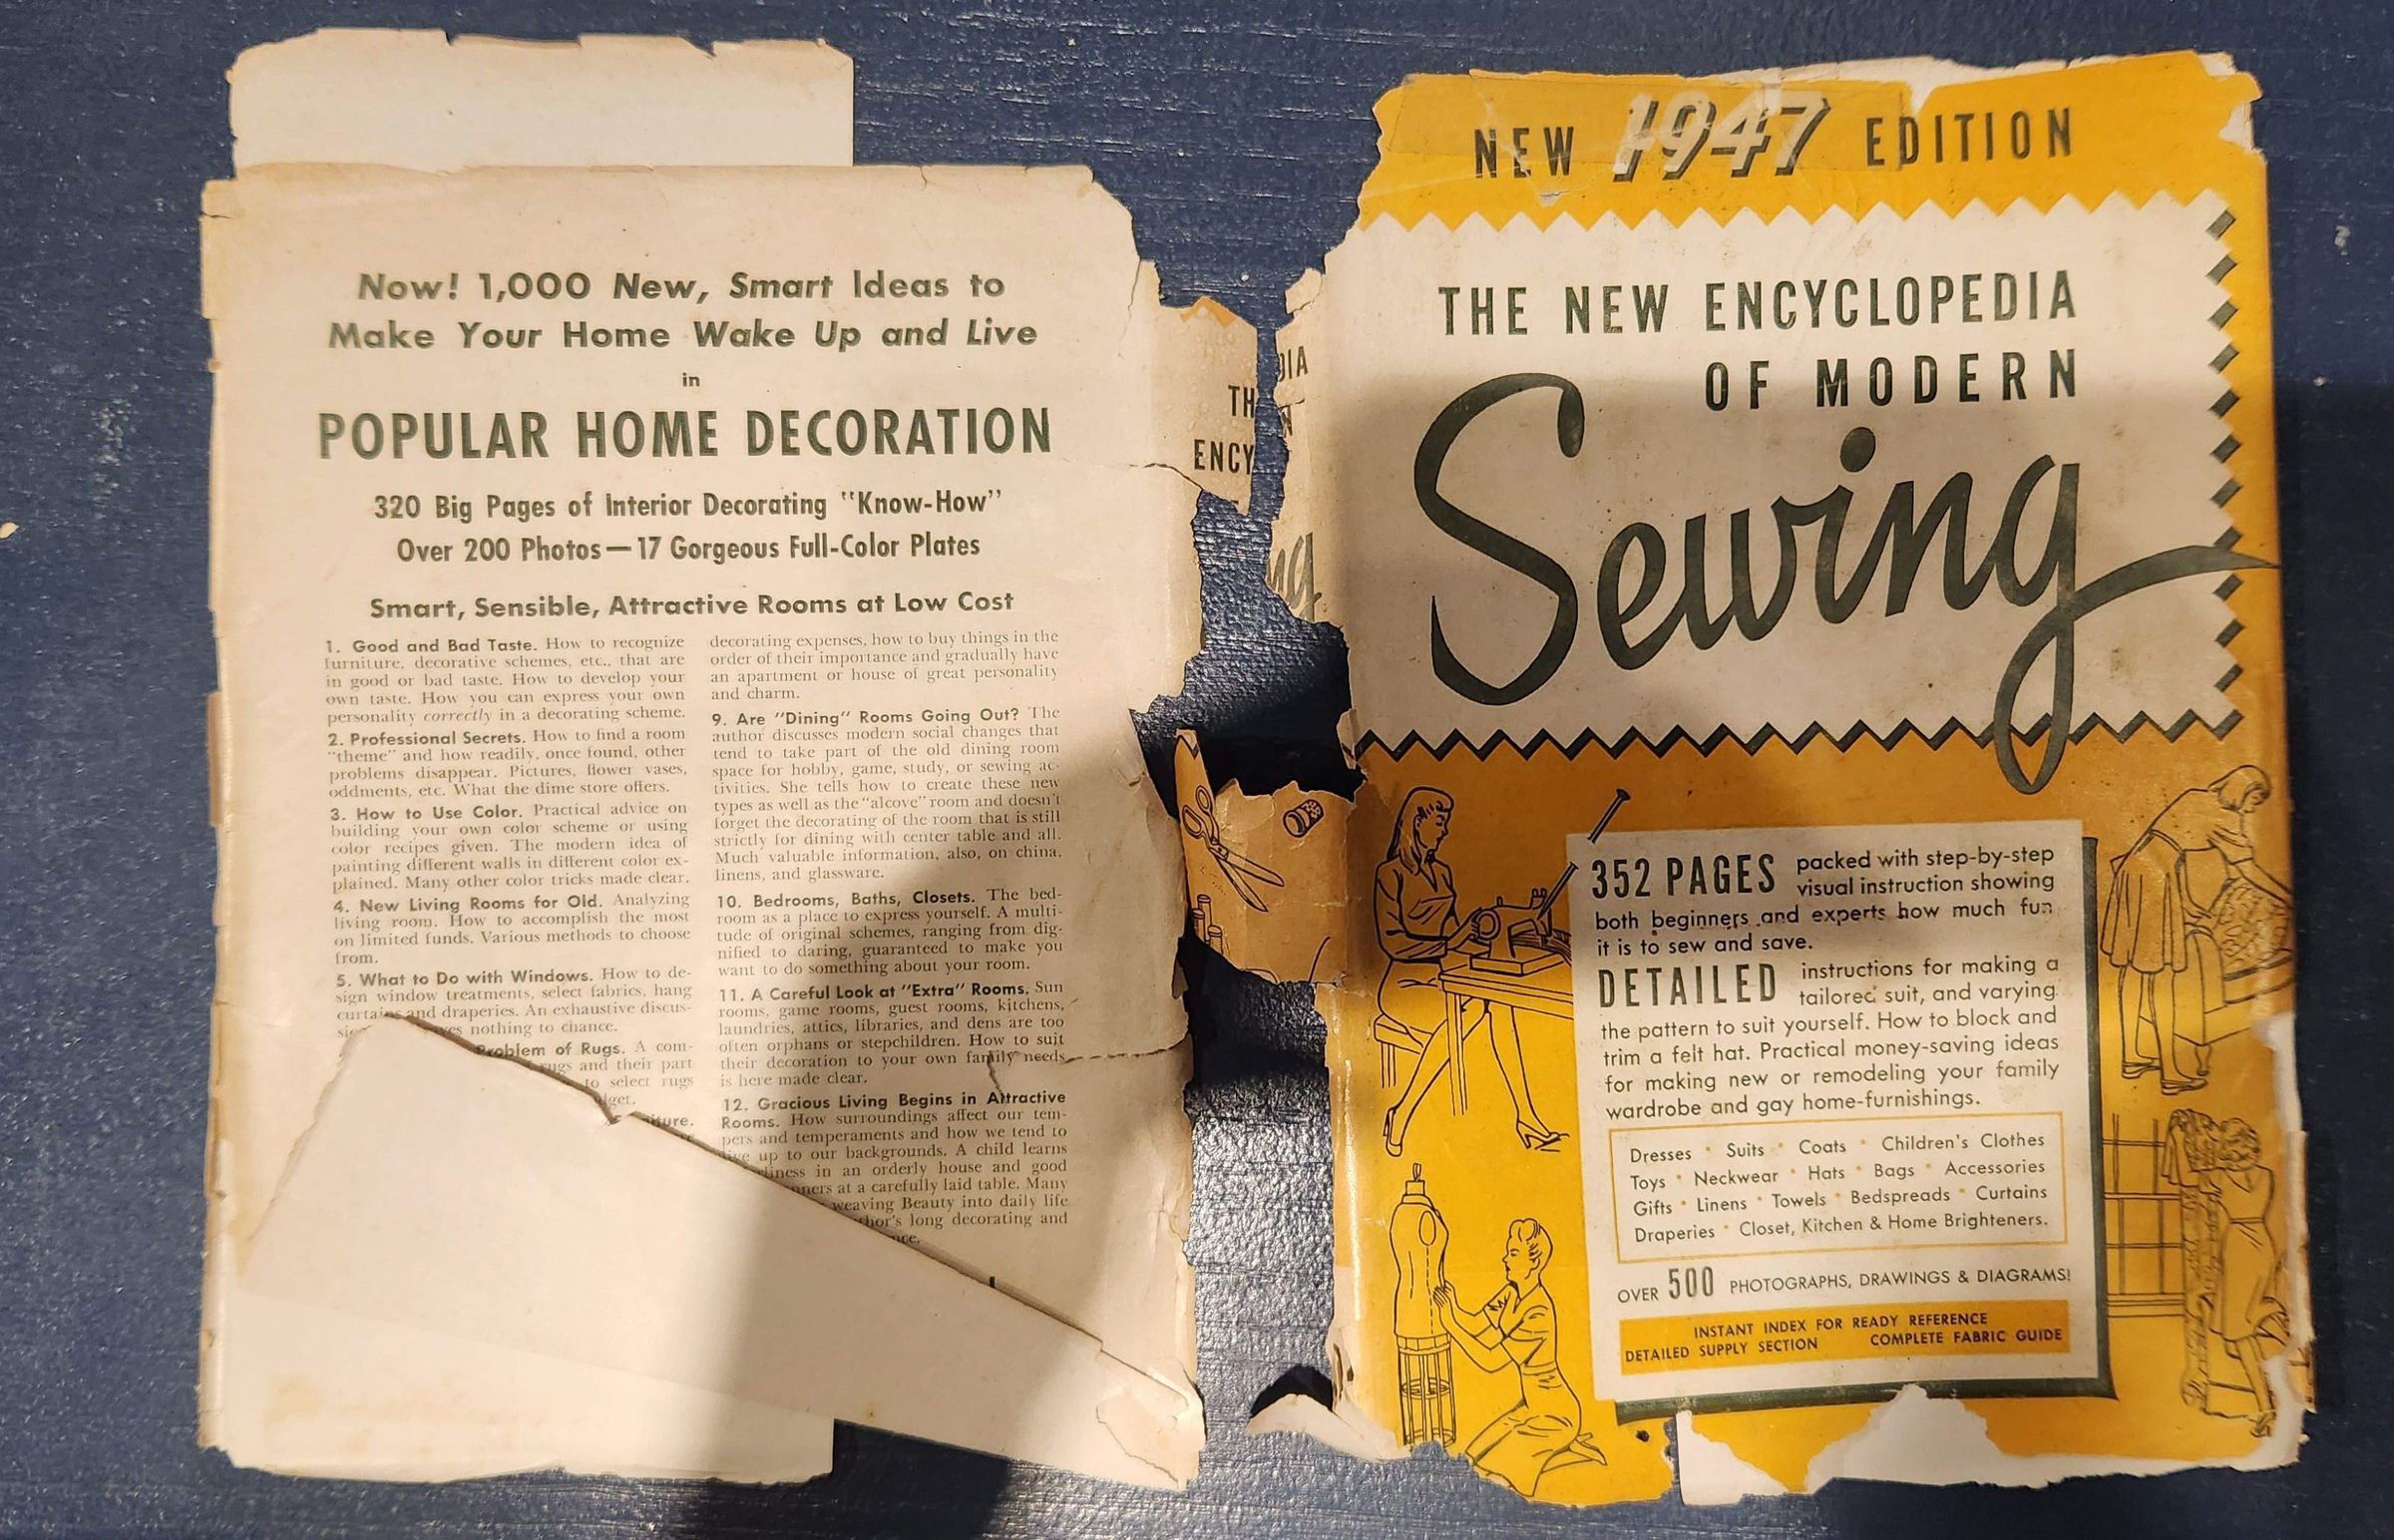 Now! 1,000 New, Smart Ideas to
Make Your Home Wake Up and Live
in
POPULAR HOME DECORATION
320 Big Pages of Interior Decorating "Know-How"
Over 200 Photos — 17 Gorgeous Full-Color Plates
Smart, Sensible, Attractive Rooms at Low Cost
1. Good and Bad Taste. How to recognize
furniture, decorative schemes, etc., that are
in good or bad taste. How to develop your
own taste. How you can express your own
personality correctly in a decorating scheme.
2. Professional Secrets. How to find a room
"theme" and how readily, once found, other
problems disappear. Pictures, flower vases,
oddments, etc. What the dime store offers.
3. How to Use Color. Practical advice on
building your own color scheme or using
color recipes given. The modern idea of
painting different walls in different color ex-
plained. Many other color tricks made clear.
4. New Living Rooms for Old. Analyzing
living room. How to accomplish the most
on limited funds. Various methods to choose
from.
5. What to Do with Windows. How to de-
sign window treatments, select fabrics, hang
curtains and draperies. An exhaustive discus-
nothing to chance.
Problem of Rugs. A com-
rugs and their part
to select rugs
decorating expenses, how to buy things in the
order of their importance and gradually have
an apartment or house of great personality
and charm.
9. Are "Dining" Rooms Going Out? The
author discusses modern social changes that
tend to take part of the old dining room
space for hobby, game, study, or sewing ac-
tivities. She tells how to create these new
types as well as the "alcove" room and doesn't
forget the decorating of the room that is still
strictly for dining with center table and all.
Much valuable information, also, on china,
linens, and glassware.
10. Bedrooms, Baths, Closets. The bed-
room as a place to express yourself. A multi-
tude of original schemes, ranging from dig-
nified to daring, guaranteed to make you
want to do something about your room.
11. A Careful Look at "Extra" Rooms. Sun
rooms, game rooms, guest rooms, kitchens,
laundries, attics, libraries, and dens are too
often orphans or stepchildren. How to suit
their decoration to your own family needs
is here made clear.
12. Gracious Living Begins in Attractive
Rooms. How surroundings affect our tem-
pers and temperaments and how we tend to
live up to our backgrounds. A child learns
in an orderly house and good
at a carefully laid table. Many
weaving Beauty into daily life
long decorating and
TH
ENCY
DIA
NEW 1947 EDITION
THE NEW ENCYCLOPEDIA
OF MODERN
Sewing
352 PAGES packed with step-by-step
visual instruction showing
both beginners and experts how much fun
it is to sew and save.
DETAILED instructions for making a
tailored suit, and varying
the pattern to suit yourself. How to block and
trim a felt hat. Practical money-saving ideas
for making new or remodeling your family
wardrobe and gay home-furnishings.
Dresses • Suits • Coats • Children's Clothes
Toys • Neckwear • Hats • Bags • Accessories
Gifts • Linens • Towels • Bedspreads • Curtains
Draperies • Closet, Kitchen & Home Brighteners.
OVER 500 PHOTOGRAPHS, DRAWINGS & DIAGRAMS!
INSTANT INDEX FOR READY REFERENCE
DETAILED SUPPLY SECTION COMPLETE FABRIC GUIDE